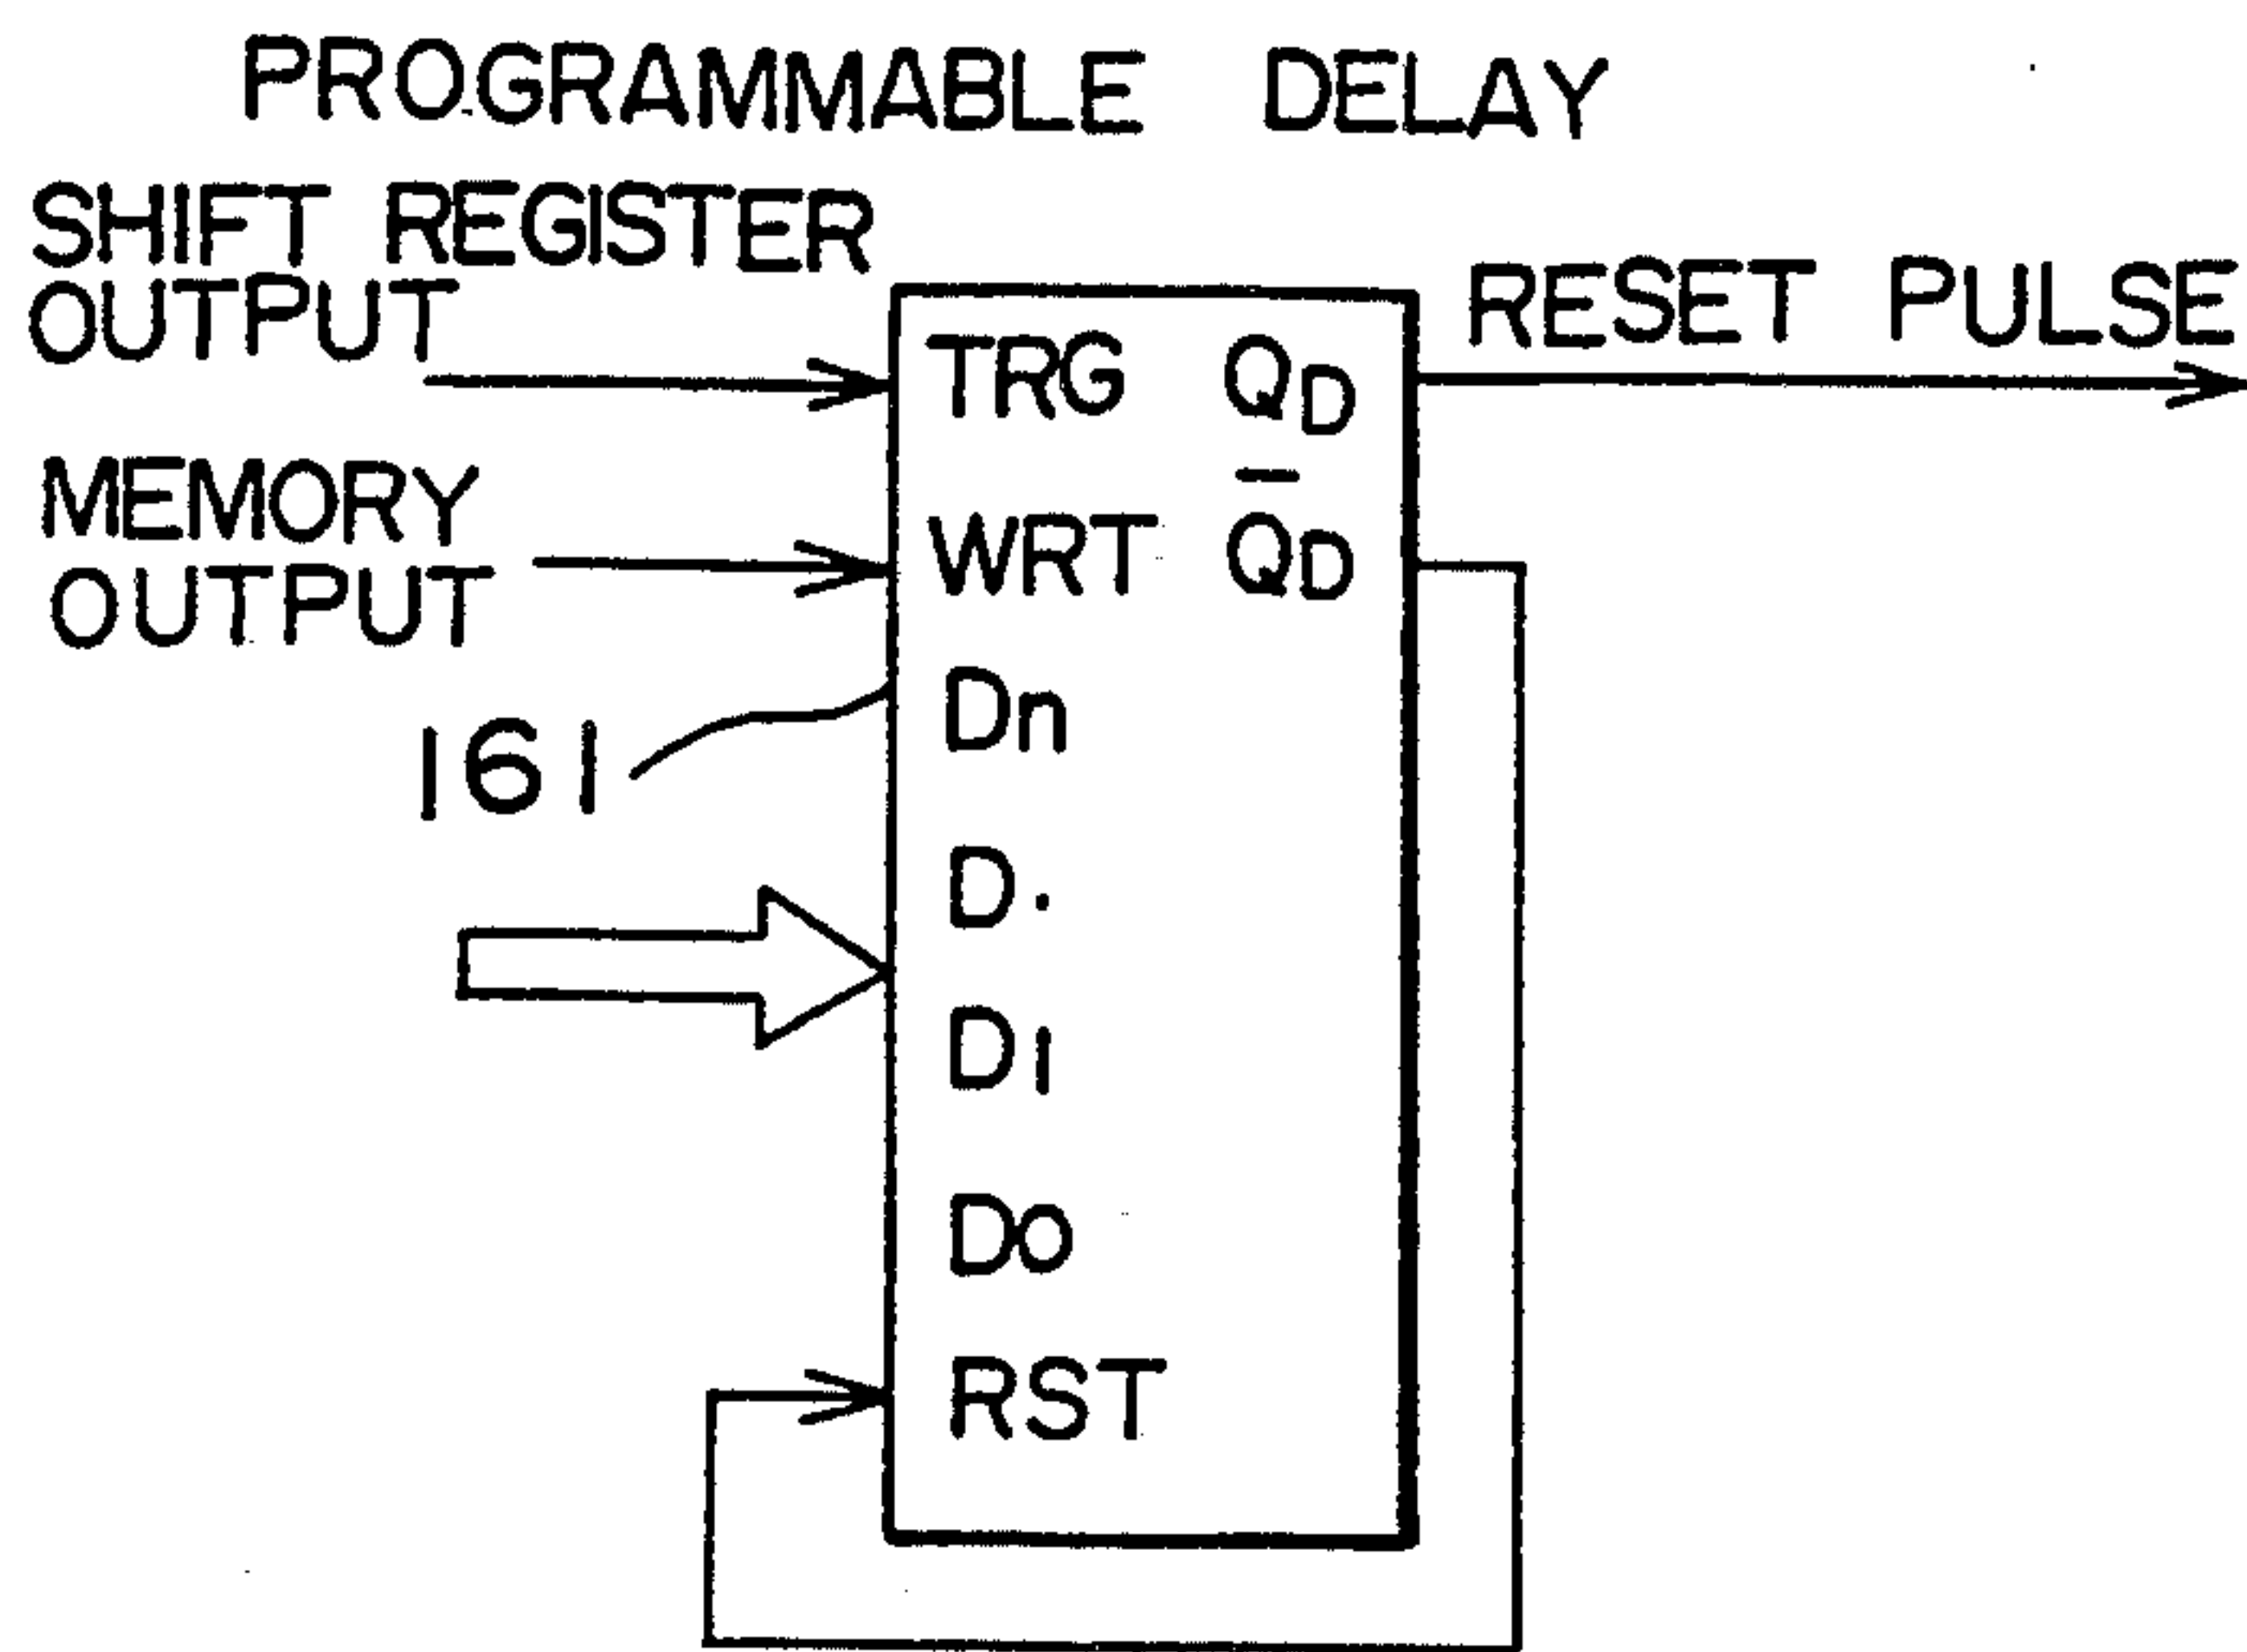 PROGRAMMABLE DELAY
SHIFT REGISTER
OUTPUT
RESET PULSE
TRG QD
MEMORY
OUTPUT
WRT Q̅D
Dn
161
D.
D1
D0
RST